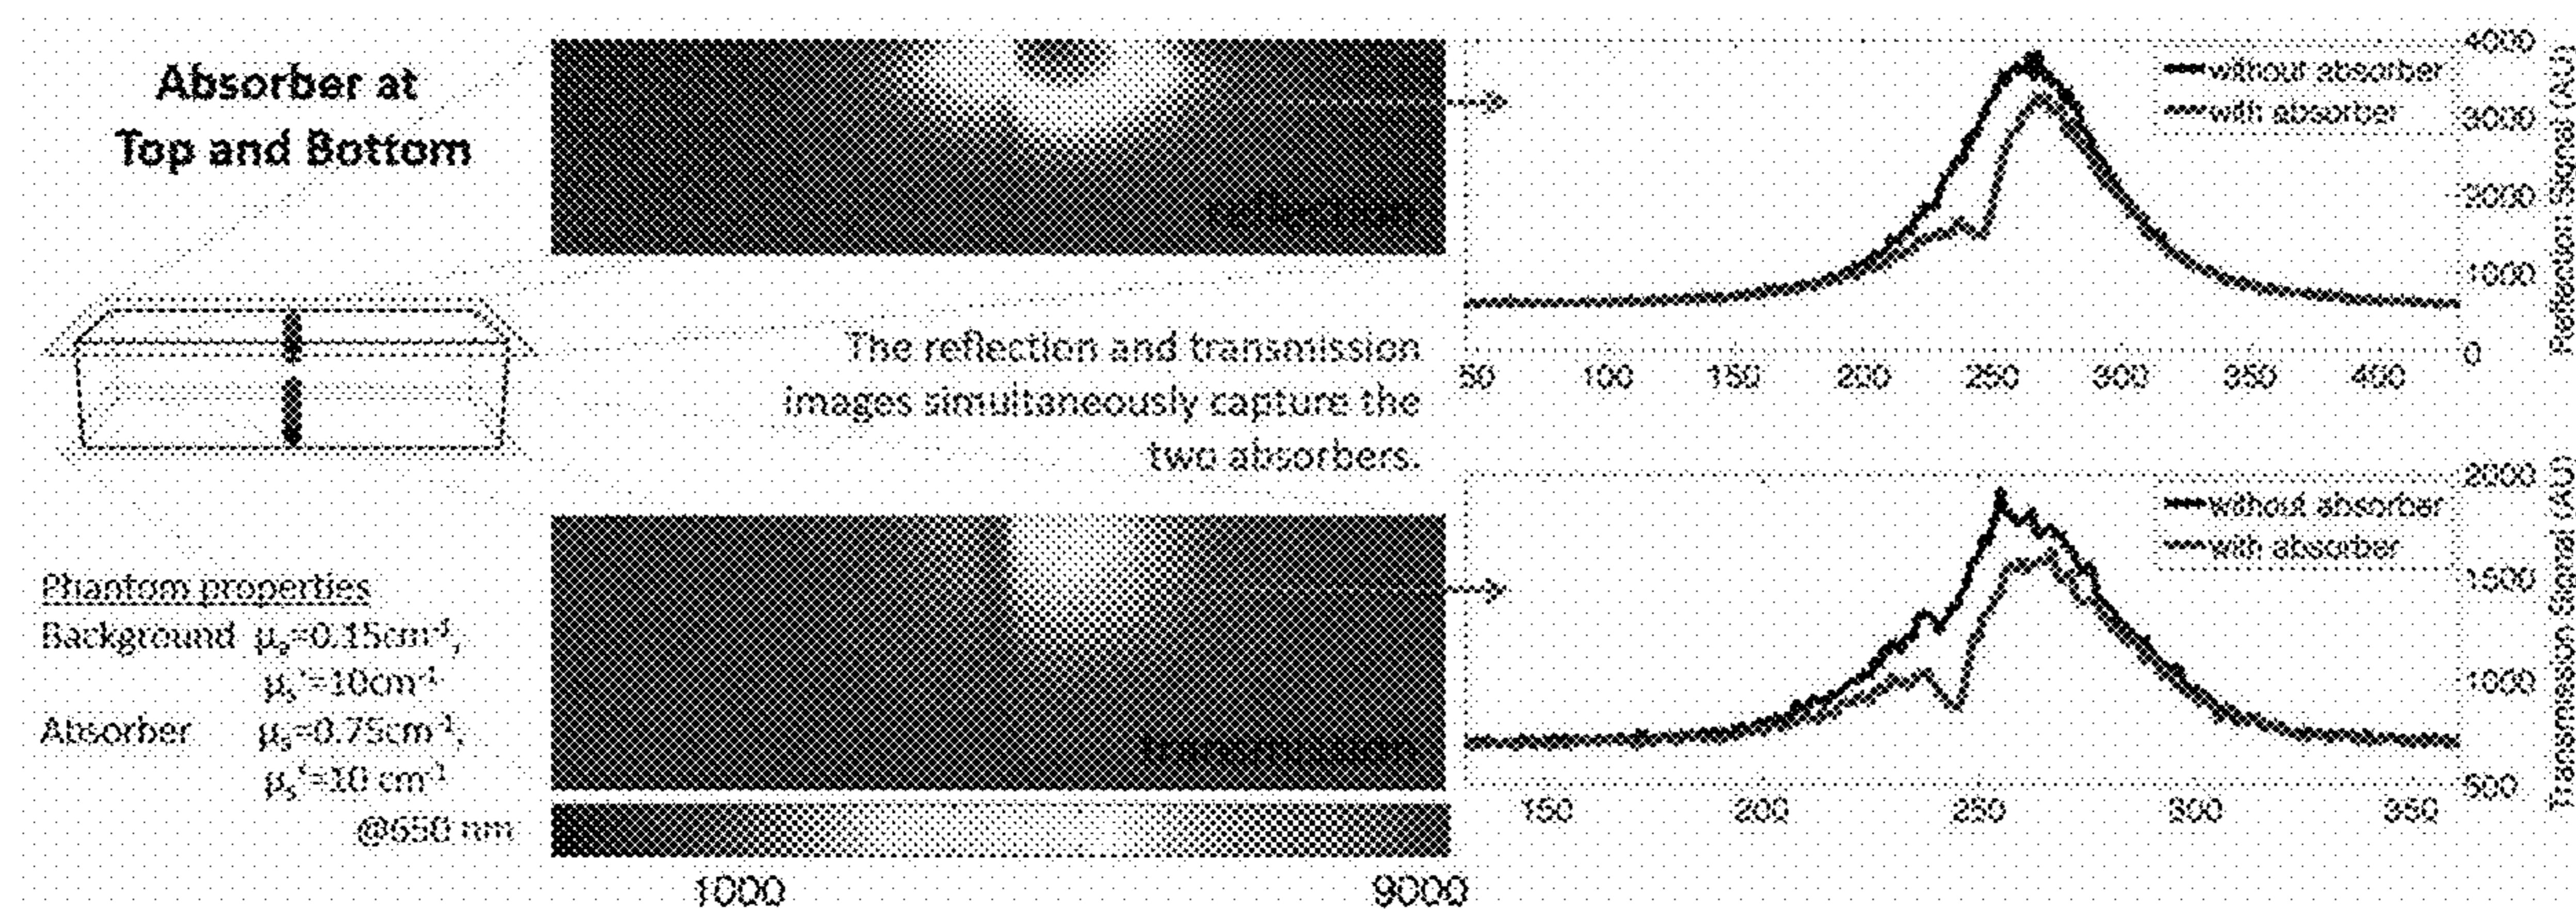 Absorber at
Top and Bottom
reflection
The reflection and transmission
images simultaneously capture the
two absorbers.
Phantom properties
Background μa=0.15cm-1,
μs'=10cm-1
Absorber μa=0.75cm-1,
μs'=10 cm-1
@650 nm
transmission
1000 9000
without absorber
with absorber
4000
3000
2000
1000
0
Reflection Signal (AU)
50 100 150 200 250 300 350 400
without absorber
with absorber
2000
1500
1000
500
Transmission Signal (AU)
150 200 250 300 350